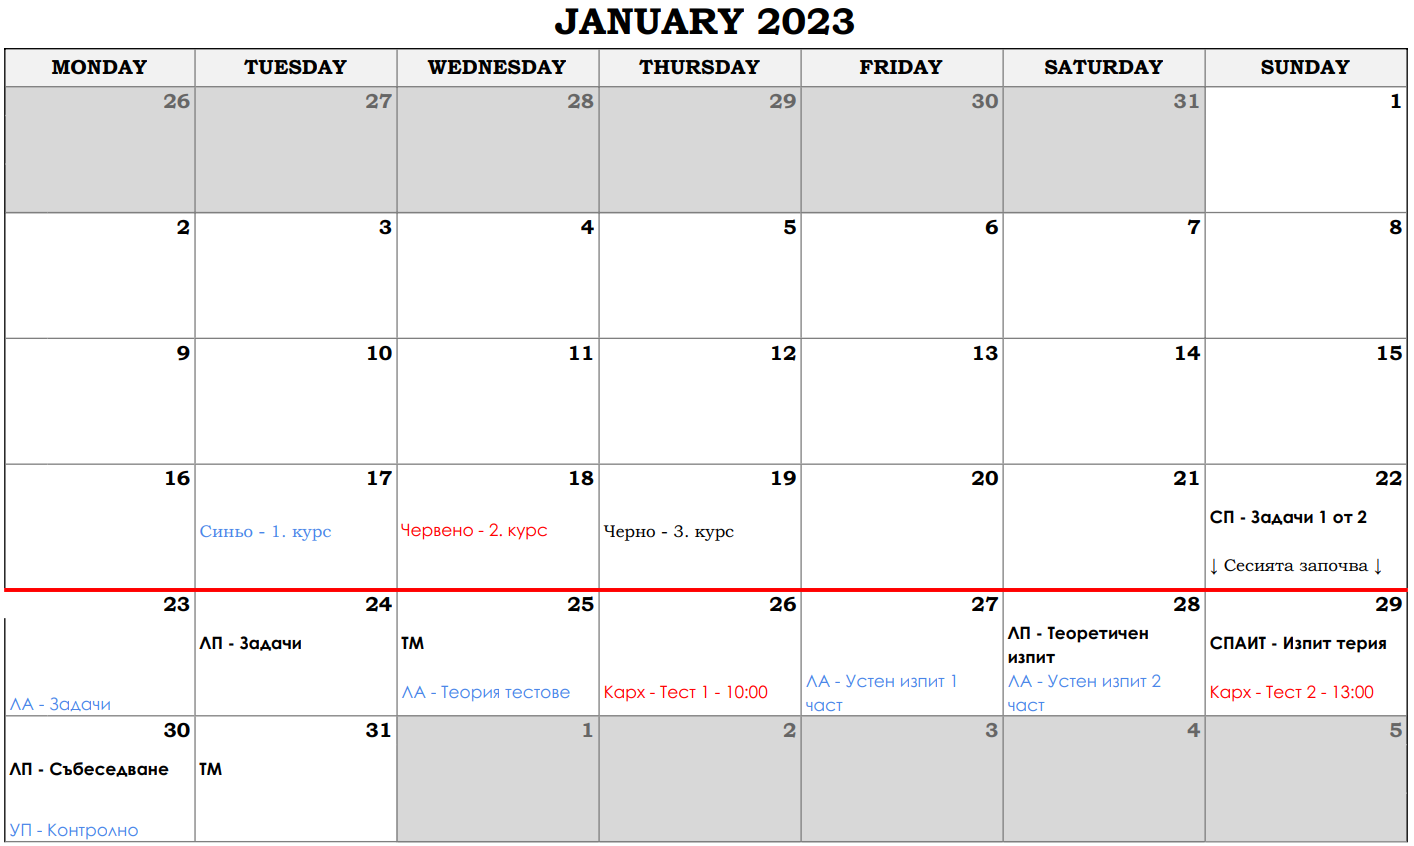 JANUARY 2023
MONDAY TUESDAY WEDNESDAY THURSDAY FRIDAY SATURDAY SUNDAY
26 27 28 29 30 31 1
2 3 4 5 6 7 8
9 10 11 12 13 14 15
16 17 18 19 20 21 22
Синьо - 1. курс
Червено - 2. курс
Черно - 3. курс
СП - Задачи 1 от 2
↓ Сесията започва ↓
23 24 25 26 27 28 29
ЛА - Задачи
ЛП - Задачи
ТМ
ЛА - Теория тестове
Карх - Тест 1 - 10:00
ЛА - Устен изпит 1
част
ЛП - Теоретичен
изпит
ЛА - Устен изпит 2
част
СПАИТ - Изпит терия
Карх - Тест 2 - 13:00
30 31 1 2 3 4 5
ЛП - Събеседване
УП - Контролно
ТМ